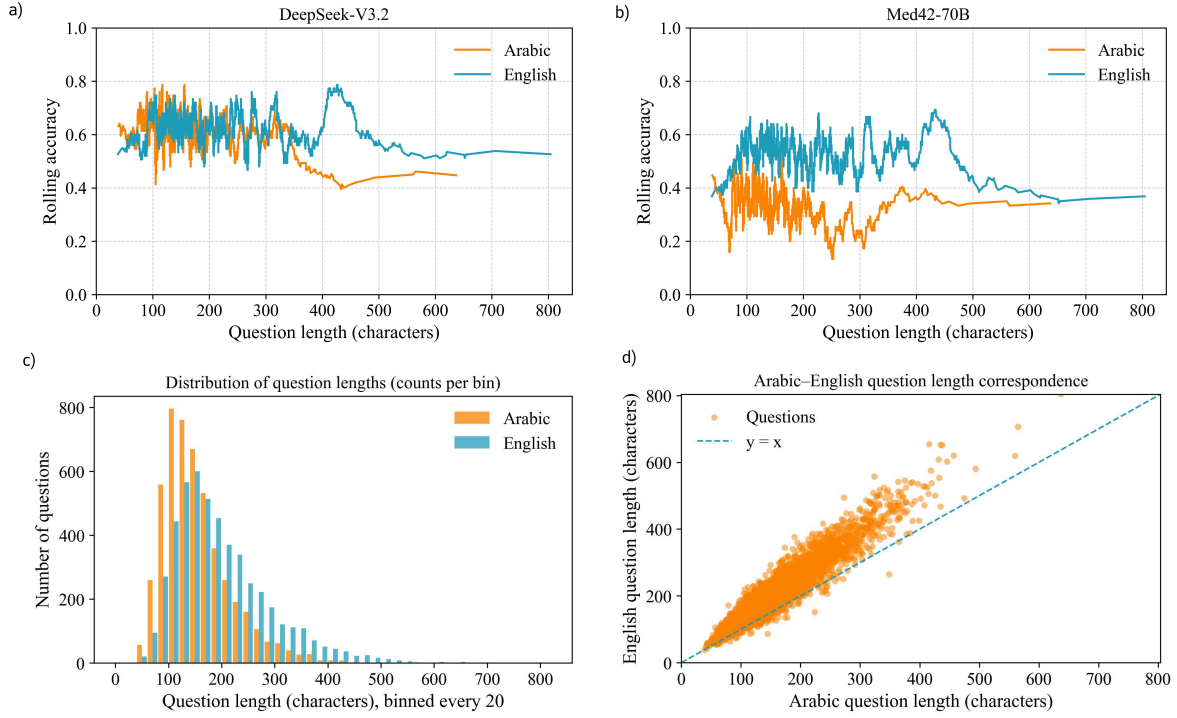 a)
DeepSeek-V3.2
1.0
0.8
0.6
0.4
0.2
0.0
Rolling accuracy
Arabic
English
0 100 200 300 400 500 600 700 800
Question length (characters)
b)
Med42-70B
1.0
0.8
0.6
0.4
0.2
0.0
Rolling accuracy
Arabic
English
0 100 200 300 400 500 600 700 800
Question length (characters)
c)
Distribution of question lengths (counts per bin)
800
600
400
200
0
Number of questions
Arabic
English
0 100 200 300 400 500 600 700 800
Question length (characters), binned every 20
d)
Arabic–English question length correspondence
800
600
400
200
0
English question length (characters)
Questions
y = x
0 100 200 300 400 500 600 700 800
Arabic question length (characters)